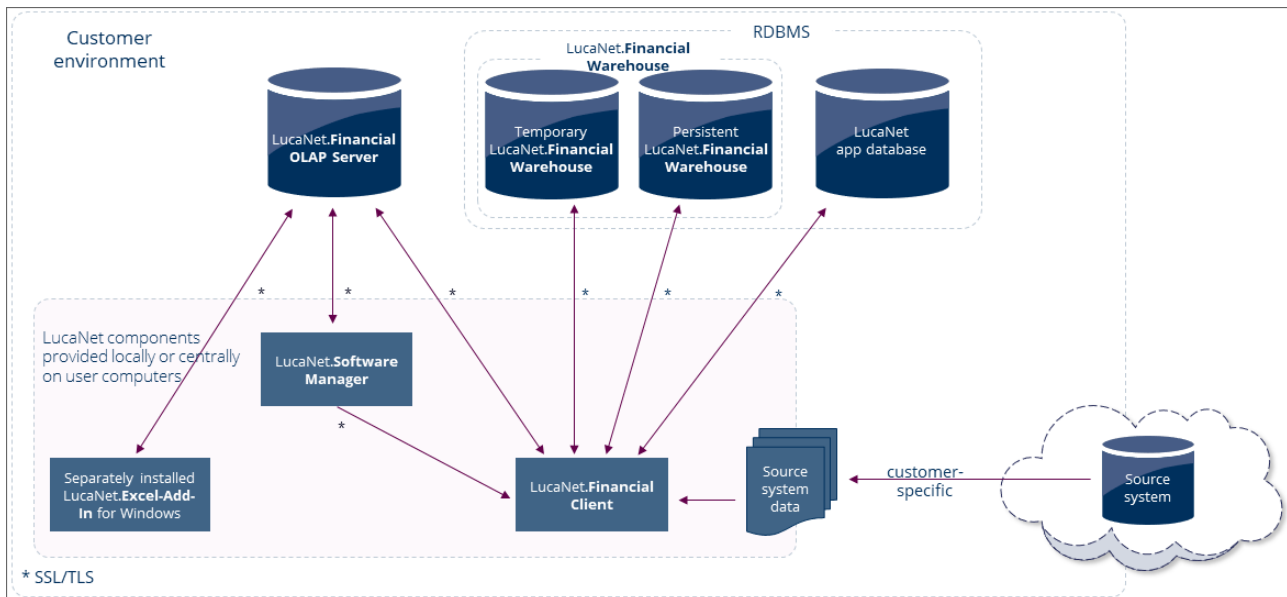 Customer
environment
RDBMS
LucaNet.Financial
Warehouse
LucaNet.Financial
OLAP Server
Temporary
LucaNet.Financial
Warehouse
Persistent
LucaNet.Financial
Warehouse
LucaNet
app database
*
*
*
*
*
*
LucaNet components
provided locally or centrally
on user computers
LucaNet.Software
Manager
*
Separately installed
LucaNet.Excel-Add-
In for Windows
LucaNet.Financial
Client
Source
system
data
customer-
specific
Source
system
* SSL/TLS